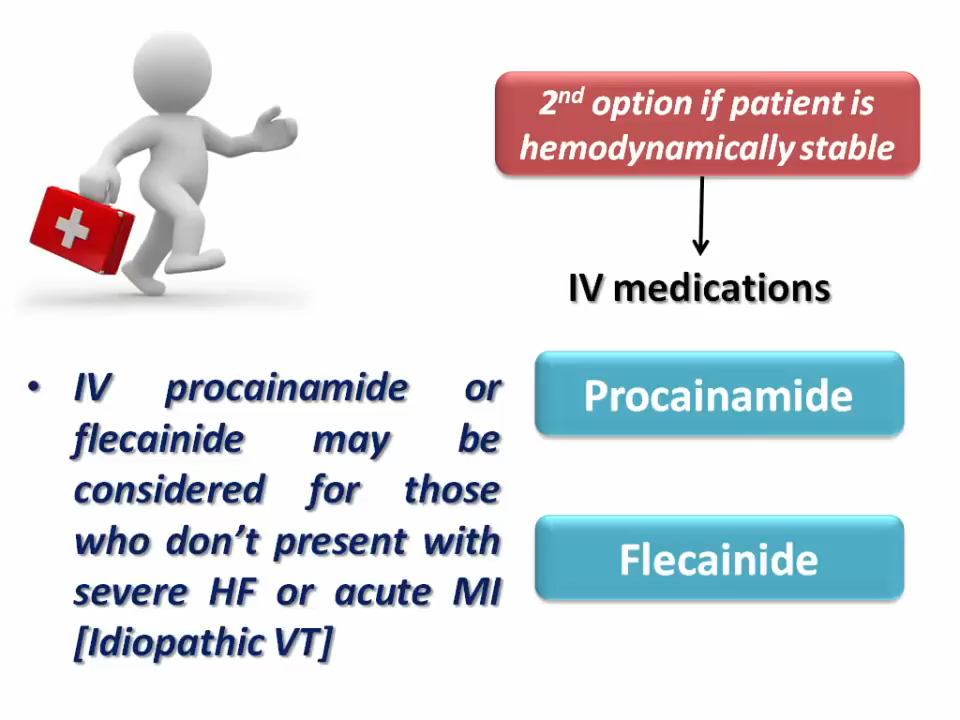 2nd option if patient is
hemodynamically stable
IV medications
• IV procainamide or
flecainide may be
considered for those
who don’t present with
severe HF or acute MI
[Idiopathic VT]
Procainamide
Flecainide